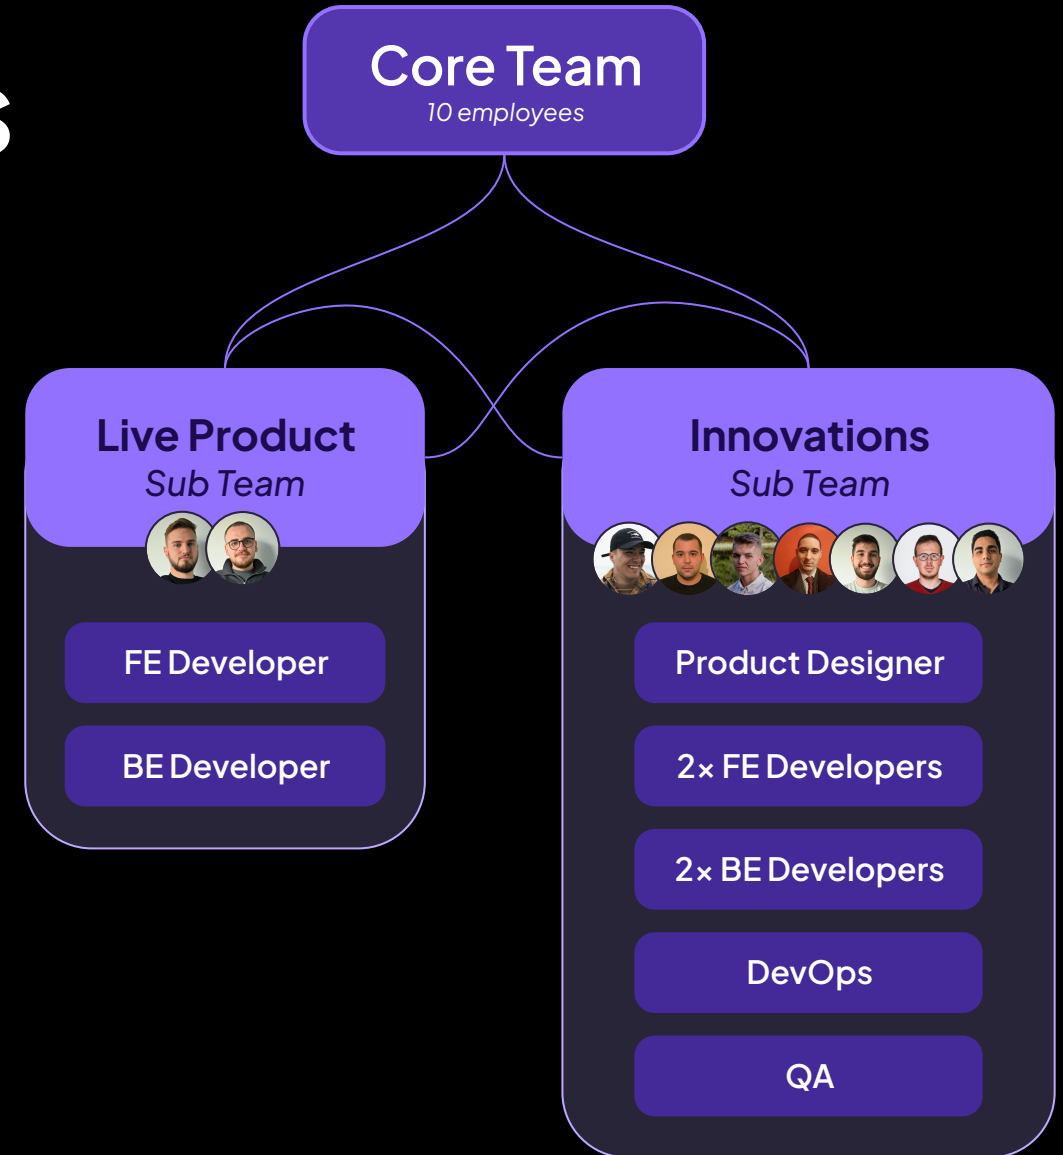 s
Core Team
10 employees
Live Product
Sub Team
FE Developer
BE Developer
Innovations
Sub Team
Product Designer
2× FE Developers
2× BE Developers
DevOps
QA